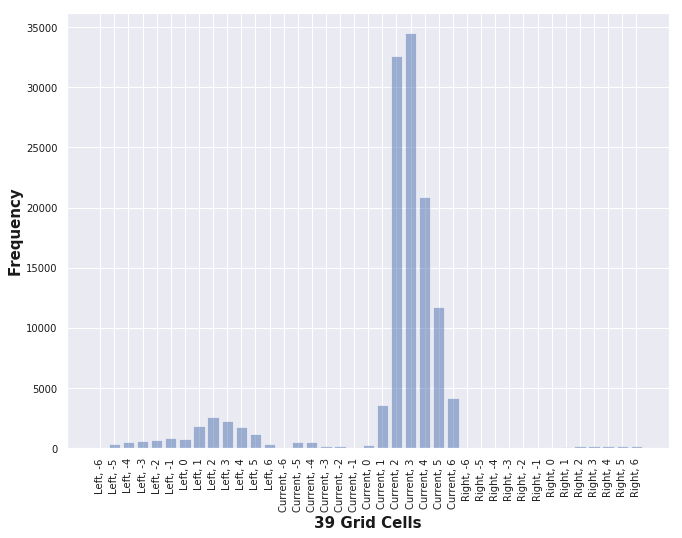 35000
30000
25000
20000
15000
10000
5000
0
Frequency
Left, -6
Left, -5
Left, -4
Left, -3
Left, -2
Left, -1
Left, 0
Left, 1
Left, 2
Left, 3
Left, 4
Left, 5
Left, 6
Current, -6
Current, -5
Current, -4
Current, -3
Current, -2
Current, -1
Current, 0
Current, 1
Current, 2
Current, 3
Current, 4
Current, 5
Current, 6
Right, -6
Right, -5
Right, -4
Right, -3
Right, -2
Right, -1
Right, 0
Right, 1
Right, 2
Right, 3
Right, 4
Right, 5
Right, 6
39 Grid Cells